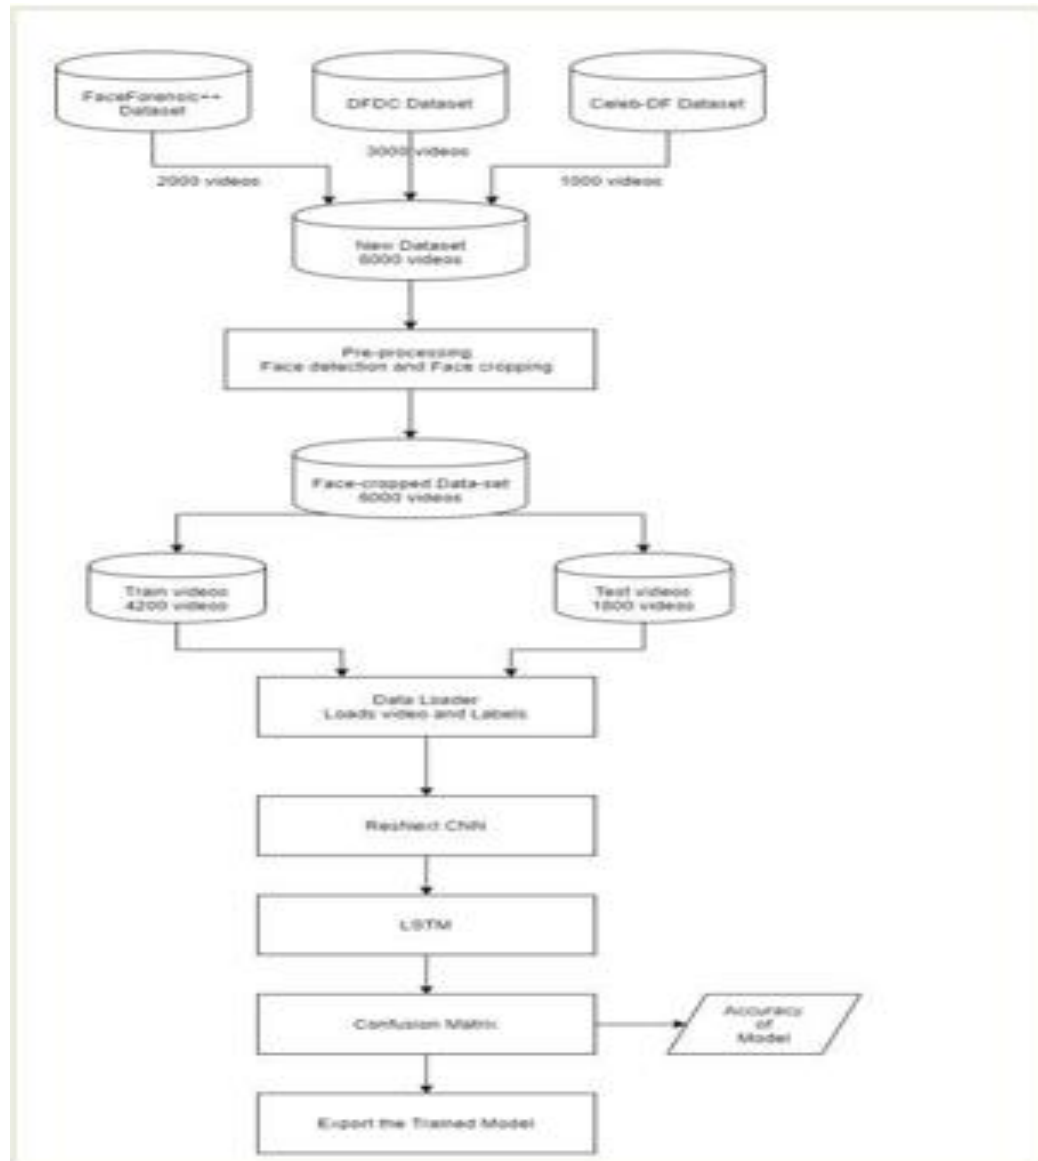 FaceForensic++
Dataset
DFDC Dataset
Celeb-DF Dataset
3000 videos
2000 videos
1000 videos
New Dataset
6000 videos
Pre-processing
Face detection and Face cropping
Face-cropped Data-set
6000 videos
Train videos
4200 videos
Test videos
1800 videos
Data Loader
Loads video and Labels
ResNext CNN
LSTM
Confusion Matrix
Accuracy
of
Model
Export the Trained Model